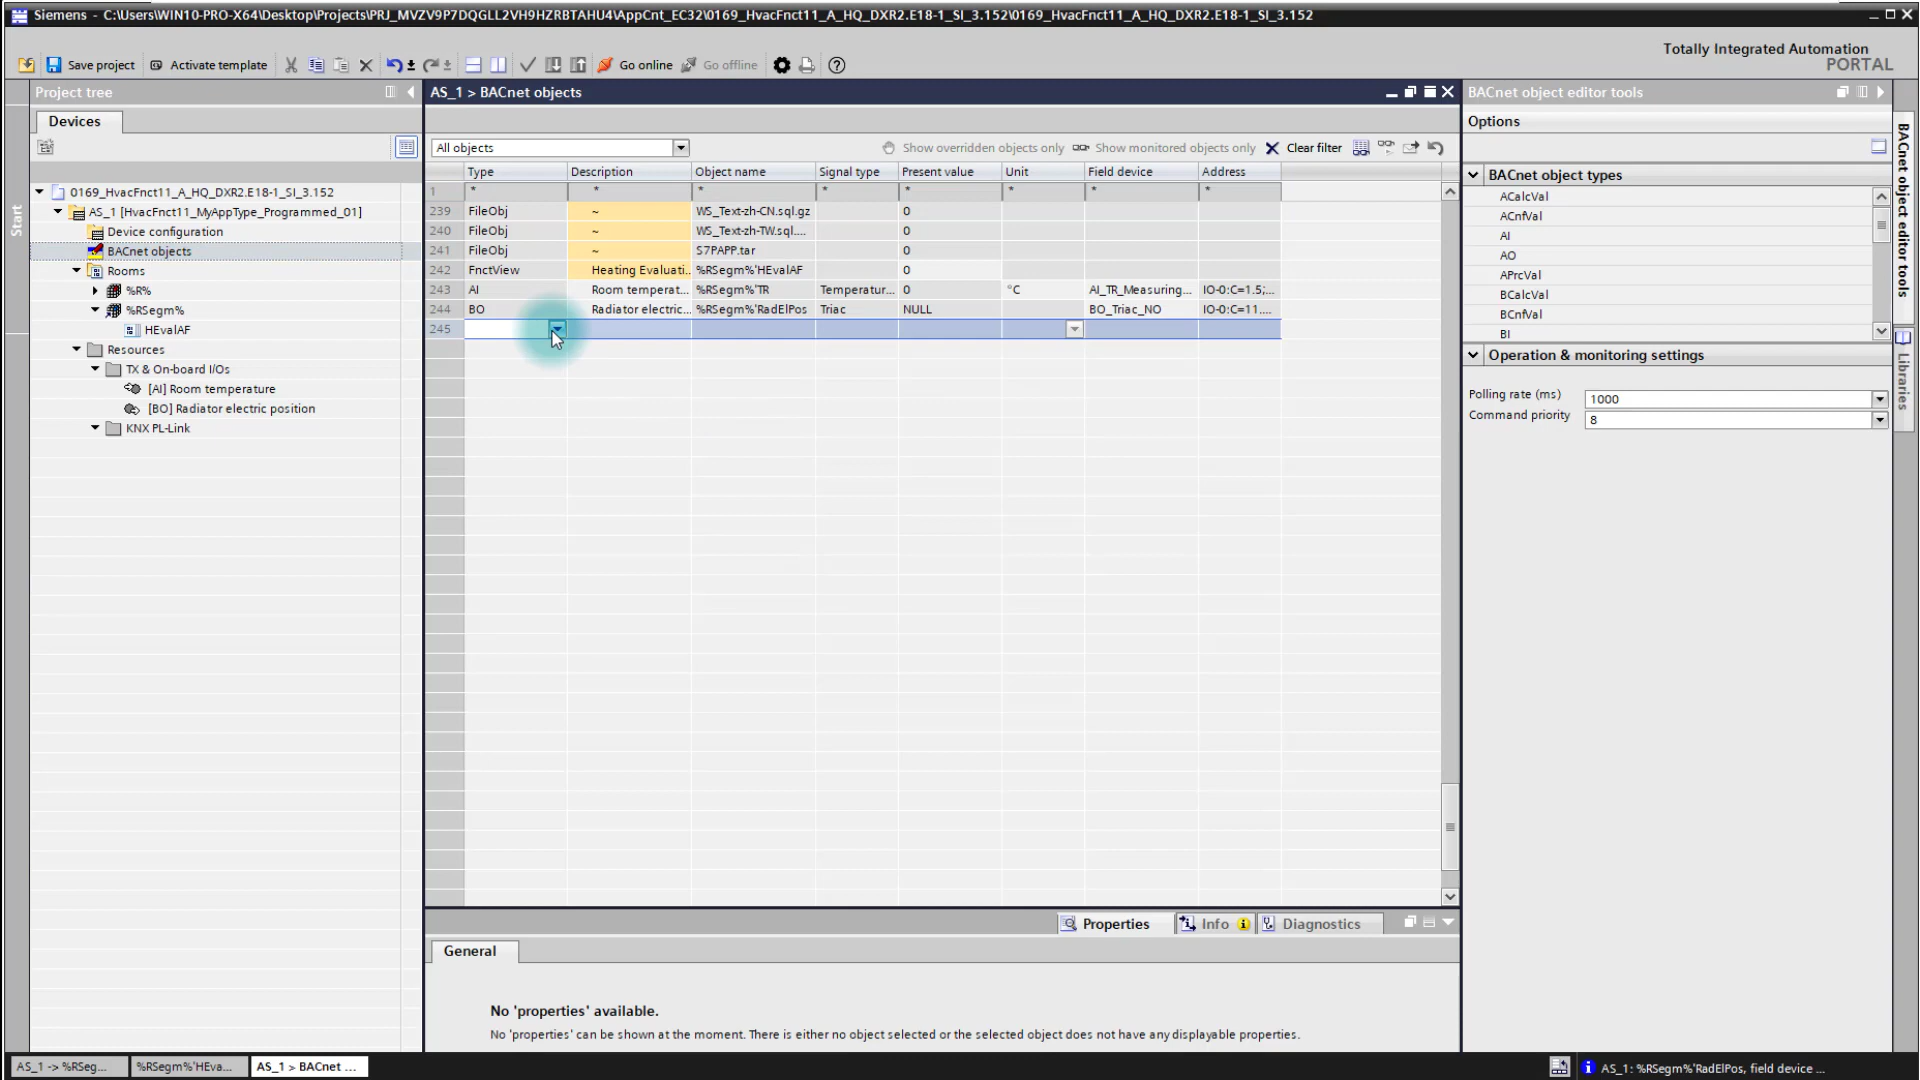 Siemens - C:\Users\WIN10-PRO-X64\Desktop\Projects\PRJ_MVZV9P7DQGLL2VH9HZRBTAHU4\AppCnt_EC32\0169_HvacFnct11_A_HQ_DXR2.E18-1_SI_3.152\0169_HvacFnct11_A_HQ_DXR2.E18-1_SI_3.152
Totally Integrated Automation
PORTAL
Save project Activate template Go online Go offline
Project tree
Devices
Start
0169_HvacFnct11_A_HQ_DXR2.E18-1_SI_3.152
AS_1 [HvacFnct11_MyAppType_Programmed_01]
Device configuration
BACnet objects
Rooms
%R%
%RSegm%
HEvalAF
Resources
TX & On-board I/Os
[AI] Room temperature
[BO] Radiator electric position
KNX PL-Link
AS_1 > BACnet objects
All objects Show overridden objects only Show monitored objects only Clear filter
Type Description Object name Signal type Present value Unit Field device Address
1 * * * * * * * *
239 FileObj ~ WS_Text-zh-CN.sql.gz 0
240 FileObj ~ WS_Text-zh-TW.sql.... 0
241 FileObj ~ S7PAPP.tar 0
242 FnctView Heating Evaluati.. %RSegm%'HEvalAF 0
243 AI Room temperat... %RSegm%'TR Temperatur... 0 °C AI_TR_Measuring... IO-0:C=1.5;...
244 BO Radiator electric... %RSegm%'RadElPos Triac NULL BO_Triac_NO IO-0:C=11....
245
Properties Info Diagnostics
General
No 'properties' available.
No 'properties' can be shown at the moment. There is either no object selected or the selected object does not have any displayable properties.
BACnet object editor tools
Options
BACnet object types
ACalcVal
ACnfVal
AI
AO
APrcVal
BCalcVal
BCnfVal
BI
Operation & monitoring settings
Polling rate (ms) 1000
Command priority 8
BACnet object editor tools
Libraries
AS_1 -> %RSeg... %RSegm%'HEva... AS_1 > BACnet ...
AS_1: %RSegm%'RadElPos, field device ...